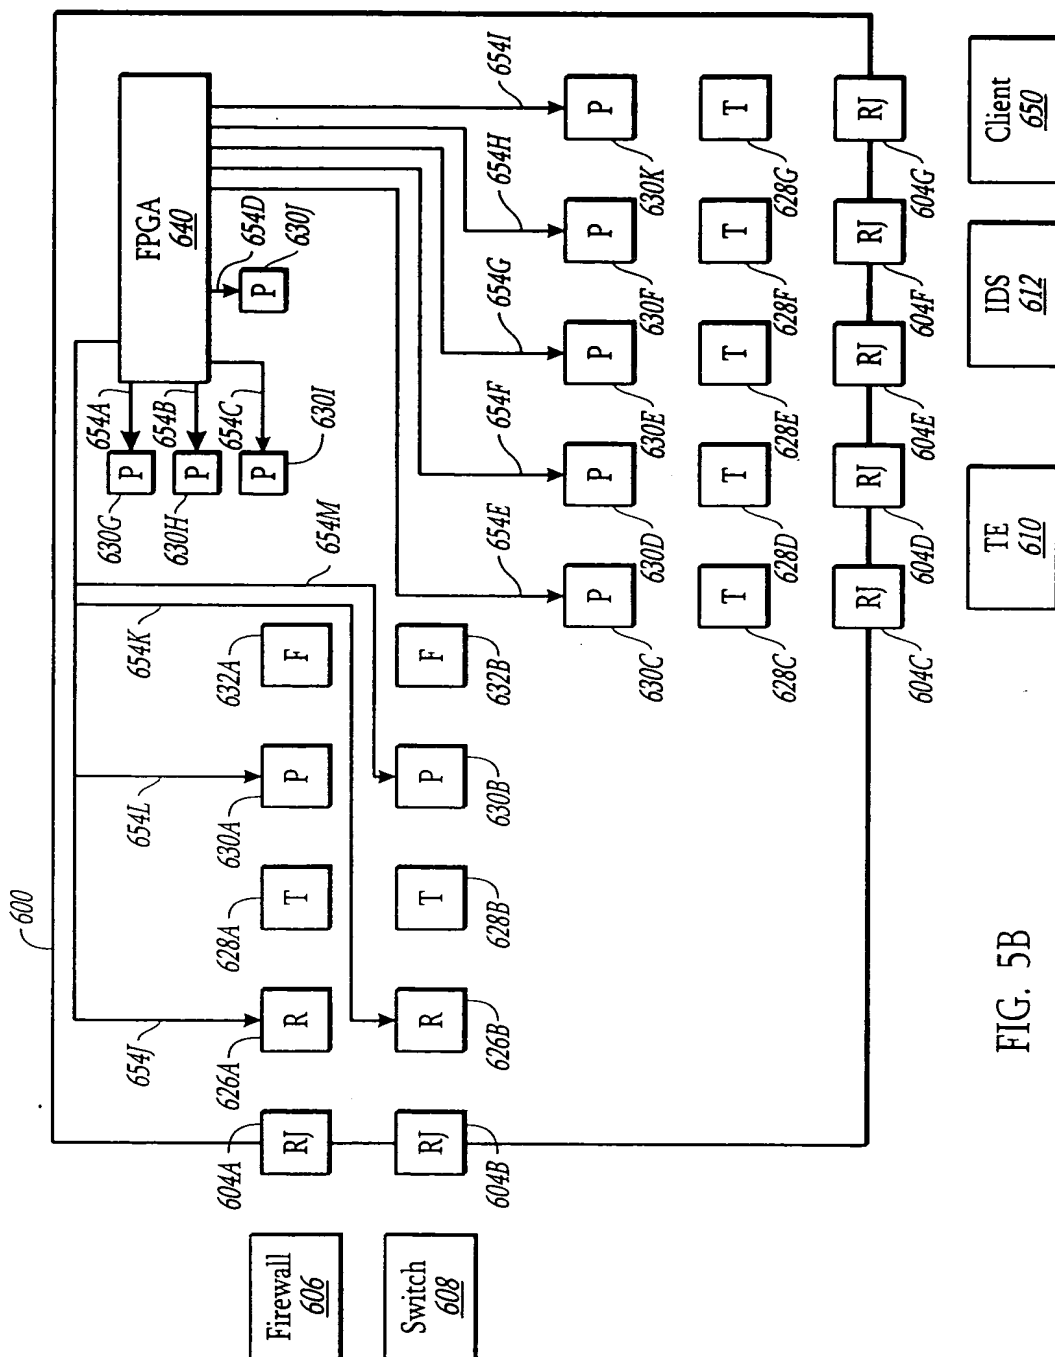 600
FPGA
640
654A
654B
654C
654D
630G
P
630H
P
P
630I
P
630J
654M
654K
654L
654J
654E
654F
654G
654H
654I
Firewall
606
604A
RJ
626A
R
628A
T
630A
P
632A
F
Switch
608
604B
RJ
626B
R
628B
T
630B
P
632B
F
P
P
P
P
P
630C
630D
630E
630F
630K
T
T
T
T
T
628C
628D
628E
628F
628G
RJ
RJ
RJ
RJ
RJ
604C
604D
604E
604F
604G
TE
610
IDS
612
Client
650
FIG. 5B